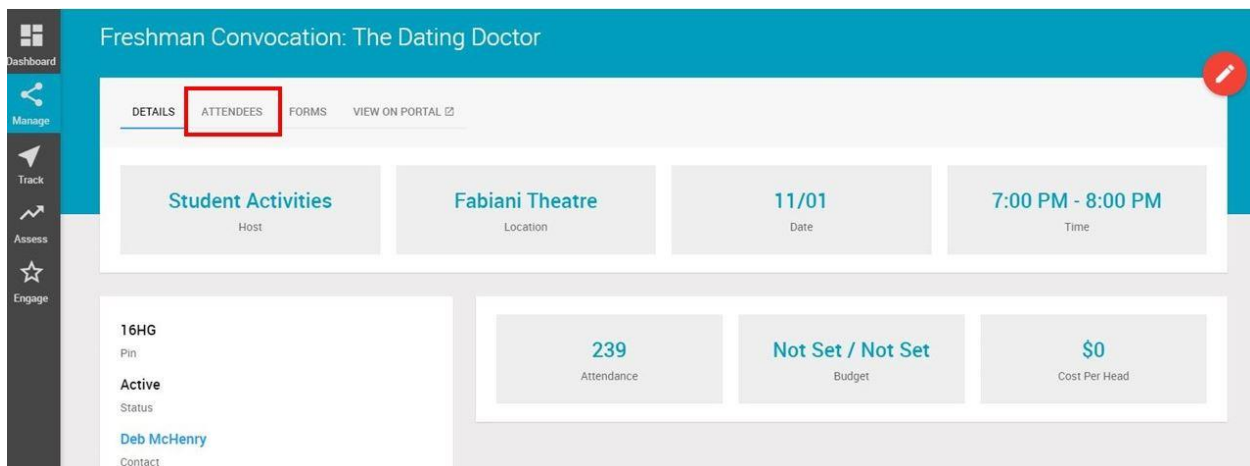 Freshman Convocation: The Dating Doctor
Dashboard
Manage
Track
Assess
Engage
DETAILS ATTENDEES FORMS VIEW ON PORTAL
Student Activities
Host
Fabiani Theatre
Location
11/01
Date
7:00 PM - 8:00 PM
Time
16HG
Pin
Active
Status
Deb McHenry
Contact
239
Attendance
Not Set / Not Set
Budget
$0
Cost Per Head